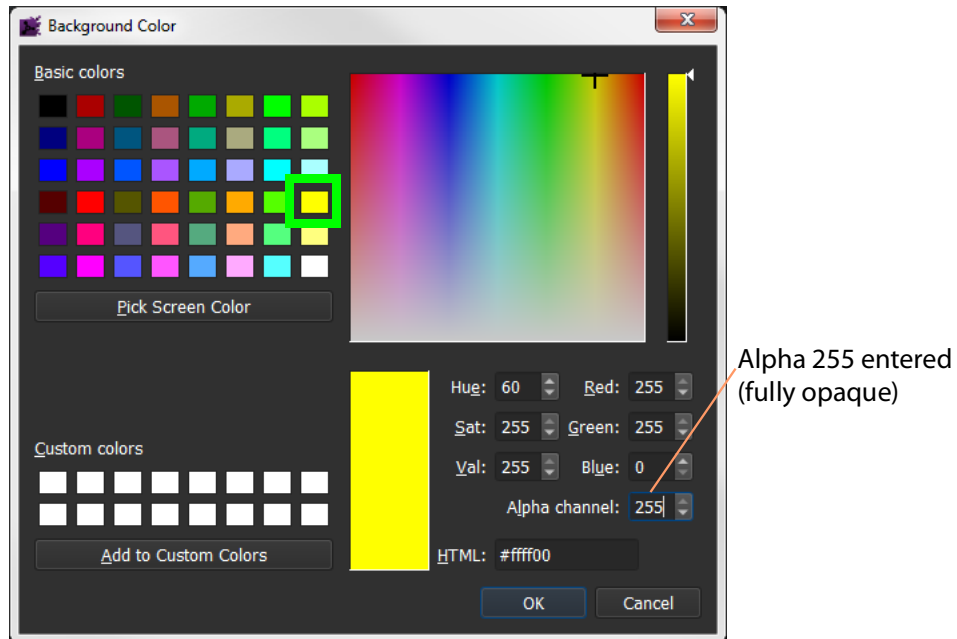 Background Color
Basic colors
Pick Screen Color
Custom colors
Add to Custom Colors
Hue: 60 Red: 255
Sat: 255 Green: 255
Val: 255 Blue: 0
Alpha channel: 255
HTML: #ffff00
OK Cancel
Alpha 255 entered
(fully opaque)